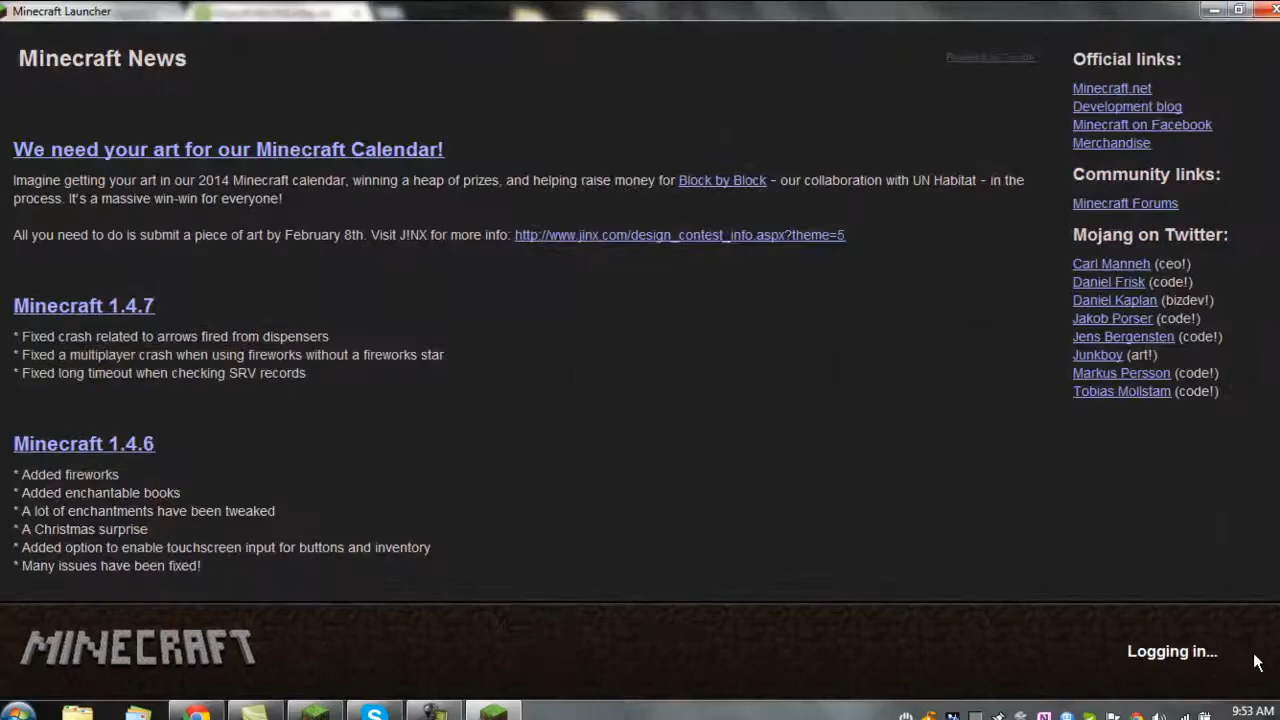 Minecraft Launcher
Minecraft News
We need your art for our Minecraft Calendar!
Imagine getting your art in our 2014 Minecraft calendar, winning a heap of prizes, and helping raise money for Block by Block - our collaboration with UN Habitat - in the
process. It's a massive win-win for everyone!
All you need to do is submit a piece of art by February 8th. Visit J!NX for more info: http://www.jinx.com/design_contest_info.aspx?theme=5
Minecraft 1.4.7
* Fixed crash related to arrows fired from dispensers
* Fixed a multiplayer crash when using fireworks without a fireworks star
* Fixed long timeout when checking SRV records
Minecraft 1.4.6
* Added fireworks
* Added enchantable books
* A lot of enchantments have been tweaked
* A Christmas surprise
* Added option to enable touchscreen input for buttons and inventory
* Many issues have been fixed!
Official links:
Minecraft.net
Development blog
Minecraft on Facebook
Merchandise
Community links:
Minecraft Forums
Mojang on Twitter:
Carl Manneh (ceo!)
Daniel Frisk (code!)
Daniel Kaplan (bizdev!)
Jakob Porser (code!)
Jens Bergensten (code!)
Junkboy (art!)
Markus Persson (code!)
Tobias Mollstam (code!)
MINECRAFT
Logging in...
9:53 AM